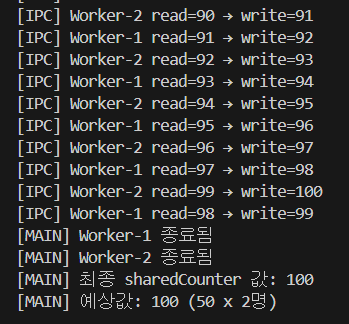 [IPC] Worker-2 read=90 → write=91
[IPC] Worker-1 read=91 → write=92
[IPC] Worker-2 read=92 → write=93
[IPC] Worker-1 read=93 → write=94
[IPC] Worker-2 read=94 → write=95
[IPC] Worker-1 read=95 → write=96
[IPC] Worker-2 read=96 → write=97
[IPC] Worker-1 read=97 → write=98
[IPC] Worker-2 read=99 → write=100
[IPC] Worker-1 read=98 → write=99
[MAIN] Worker-1 종료됨
[MAIN] Worker-2 종료됨
[MAIN] 최종 sharedCounter 값: 100
[MAIN] 예상값: 100 (50 x 2명)